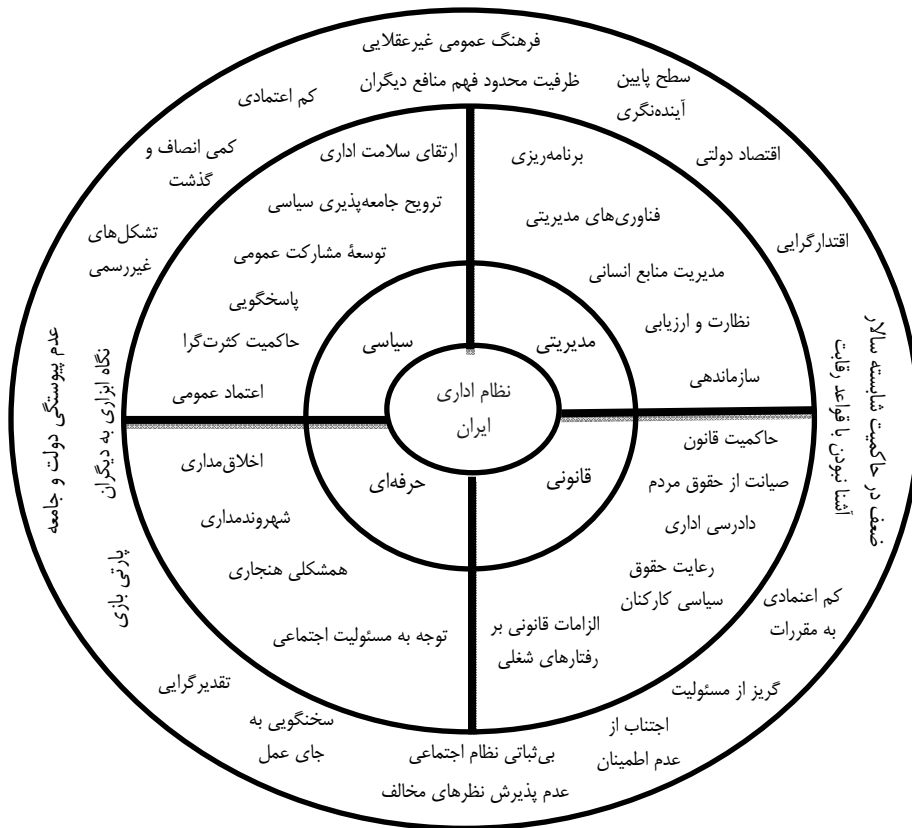 فرهنگ عمومی غیرعقلایی
ظرفیت محدود فهم منافع دیگران
سطح پایین
آینده‌نگری
اقتصاد دولتی
اقتدارگرایی
ضعف در حاکمیت شایسته سالار
آشنا نبودن با قواعد رقابت
کم اعتمادی
به مقررات
گریز از مسئولیت
اجتناب از
عدم اطمینان
بی‌ثباتی نظام اجتماعی
عدم پذیرش نظرهای مخالف
سخنگویی به
جای عمل
تقدیرگرایی
پارتی بازی
نگاه ابزاری به دیگران
عدم پیوستگی دولت و جامعه
تشکل‌های
غیررسمی
کمی انصاف و
گذشت
کم اعتمادی
برنامه‌ریزی
فناوری‌های مدیریتی
مدیریت منابع انسانی
نظارت و ارزیابی
سازماندهی
مدیریتی
ارتقای سلامت اداری
ترویج جامعه‌پذیری سیاسی
توسعهٔ مشارکت عمومی
پاسخگویی
حاکمیت کثرت‌گرا
اعتماد عمومی
سیاسی
نظام اداری
ایران
قانونی
حاکمیت قانون
صیانت از حقوق مردم
دادرسی اداری
رعایت حقوق
سیاسی کارکنان
الزامات قانونی بر
رفتارهای شغلی
حرفه‌ای
اخلاق‌مداری
شهروندمداری
همشکلی هنجاری
توجه به مسئولیت اجتماعی